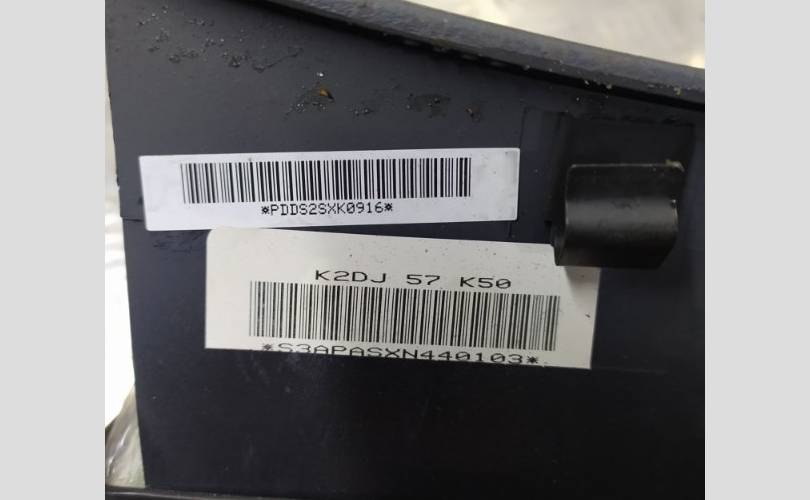 *PDDS2SXK0916*
K2DJ 57 K50
*S3APASXN440103*